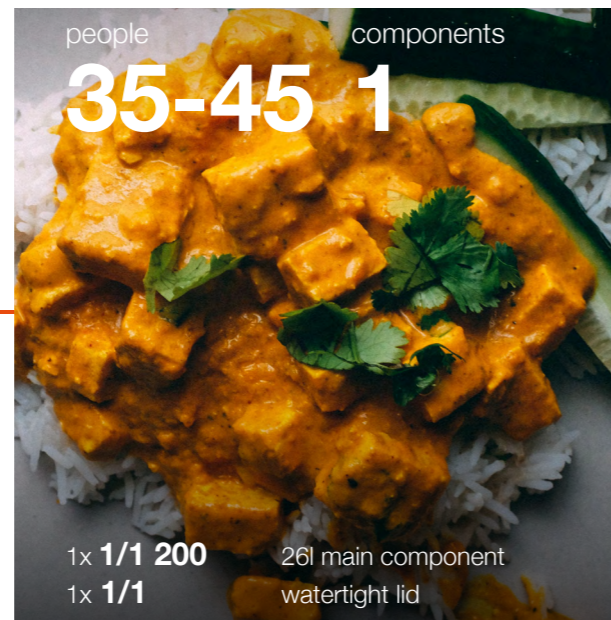 people components
35-45 1
1x 1/1 200 26l main component
1x 1/1 watertight lid